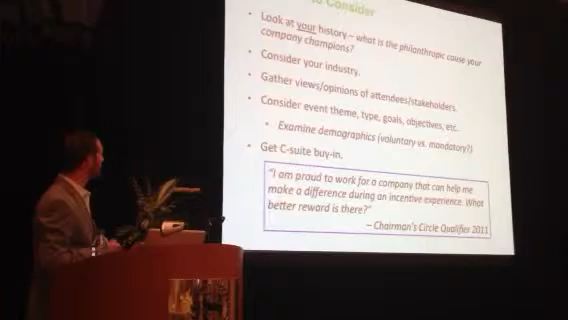 to Consider
Look at your history – what is the philanthropic cause your
company champions?
Consider your industry.
Gather views/opinions of attendees/stakeholders.
Consider event theme, type, goals, objectives, etc.
Examine demographics (voluntary vs. mandatory?)
Get C-suite buy-in.
"I am proud to work for a company that can help me
make a difference during an incentive experience. What
better reward is there?"
– Chairman's Circle Qualifier 2011